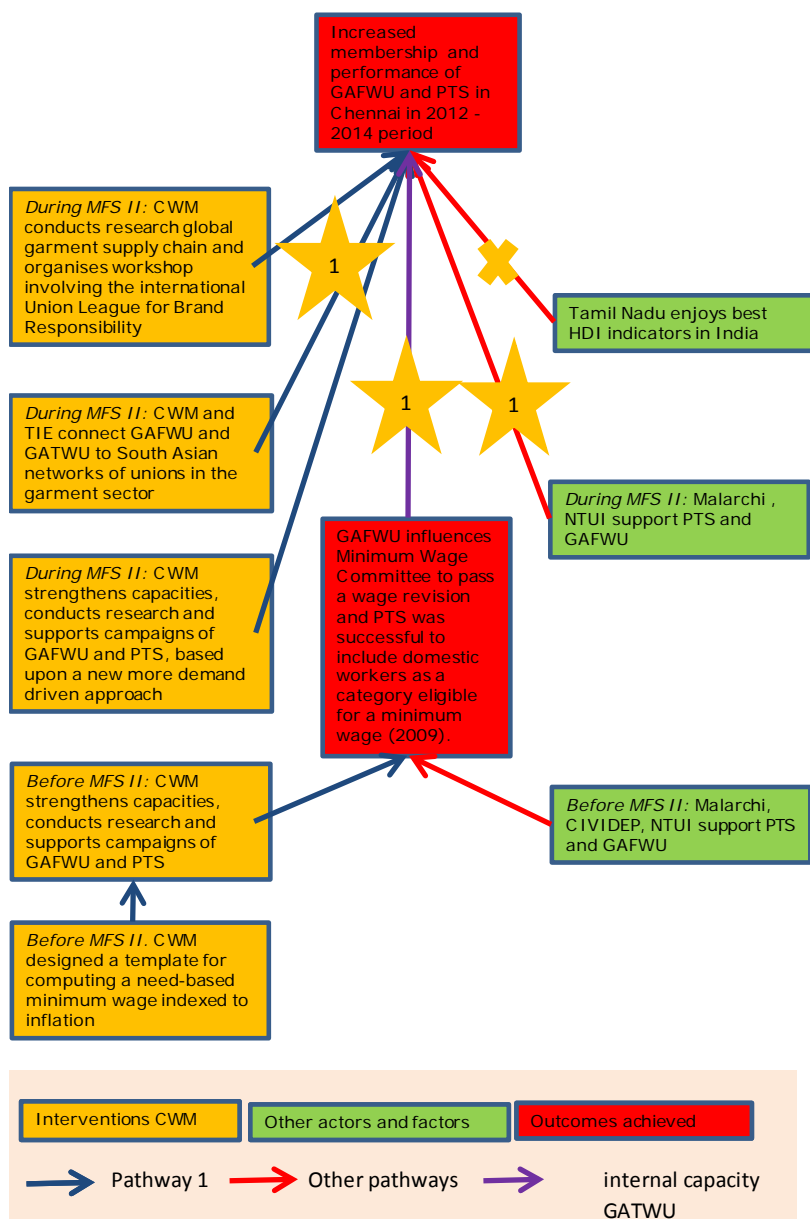 Increased
membership and
performance of
GAFWU and PTS in
Chennai in 2012 -
2014 period
During MFS II: CWM
conducts research global
garment supply chain and
organises workshop
involving the international
Union League for Brand
Responsibility
1
Tamil Nadu enjoys best
HDI indicators in India
During MFS II: CWM and
TIE connect GAFWU and
GATWU to South Asian
networks of unions in the
garment sector
1
1
During MFS II: Malarchi ,
NTUI support PTS and
GAFWU
During MFS II: CWM
strengthens capacities,
conducts research and
supports campaigns of
GAFWU and PTS, based
upon a new more demand
driven approach
GAFWU influences
Minimum Wage
Committee to pass
a wage revision
and PTS was
successful to
include domestic
workers as a
category eligible
for a minimum
wage (2009).
Before MFS II: CWM
strengthens capacities,
conducts research and
supports campaigns of
GAFWU and PTS
Before MFS II: Malarchi,
CIVIDEP, NTUI support PTS
and GAFWU
Before MFS II. CWM
designed a template for
computing a need-based
minimum wage indexed to
inflation
Interventions CWM
Other actors and factors
Outcomes achieved
Pathway 1
Other pathways
internal capacity
GATWU